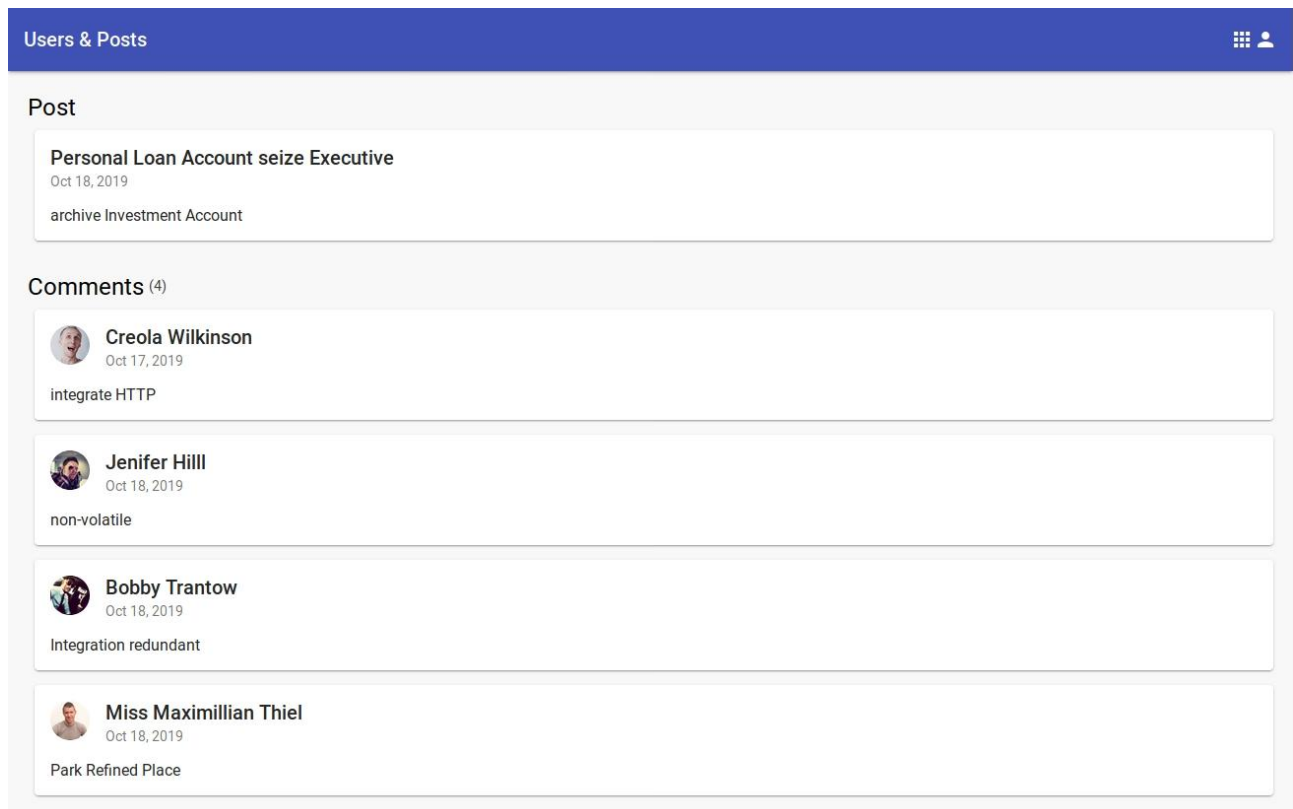 Users & Posts
Post
Personal Loan Account seize Executive
Oct 18, 2019
archive Investment Account
Comments (4)
Creola Wilkinson
Oct 17, 2019
integrate HTTP
Jenifer Hilll
Oct 18, 2019
non-volatile
Bobby Trantow
Oct 18, 2019
Integration redundant
Miss Maximillian Thiel
Oct 18, 2019
Park Refined Place